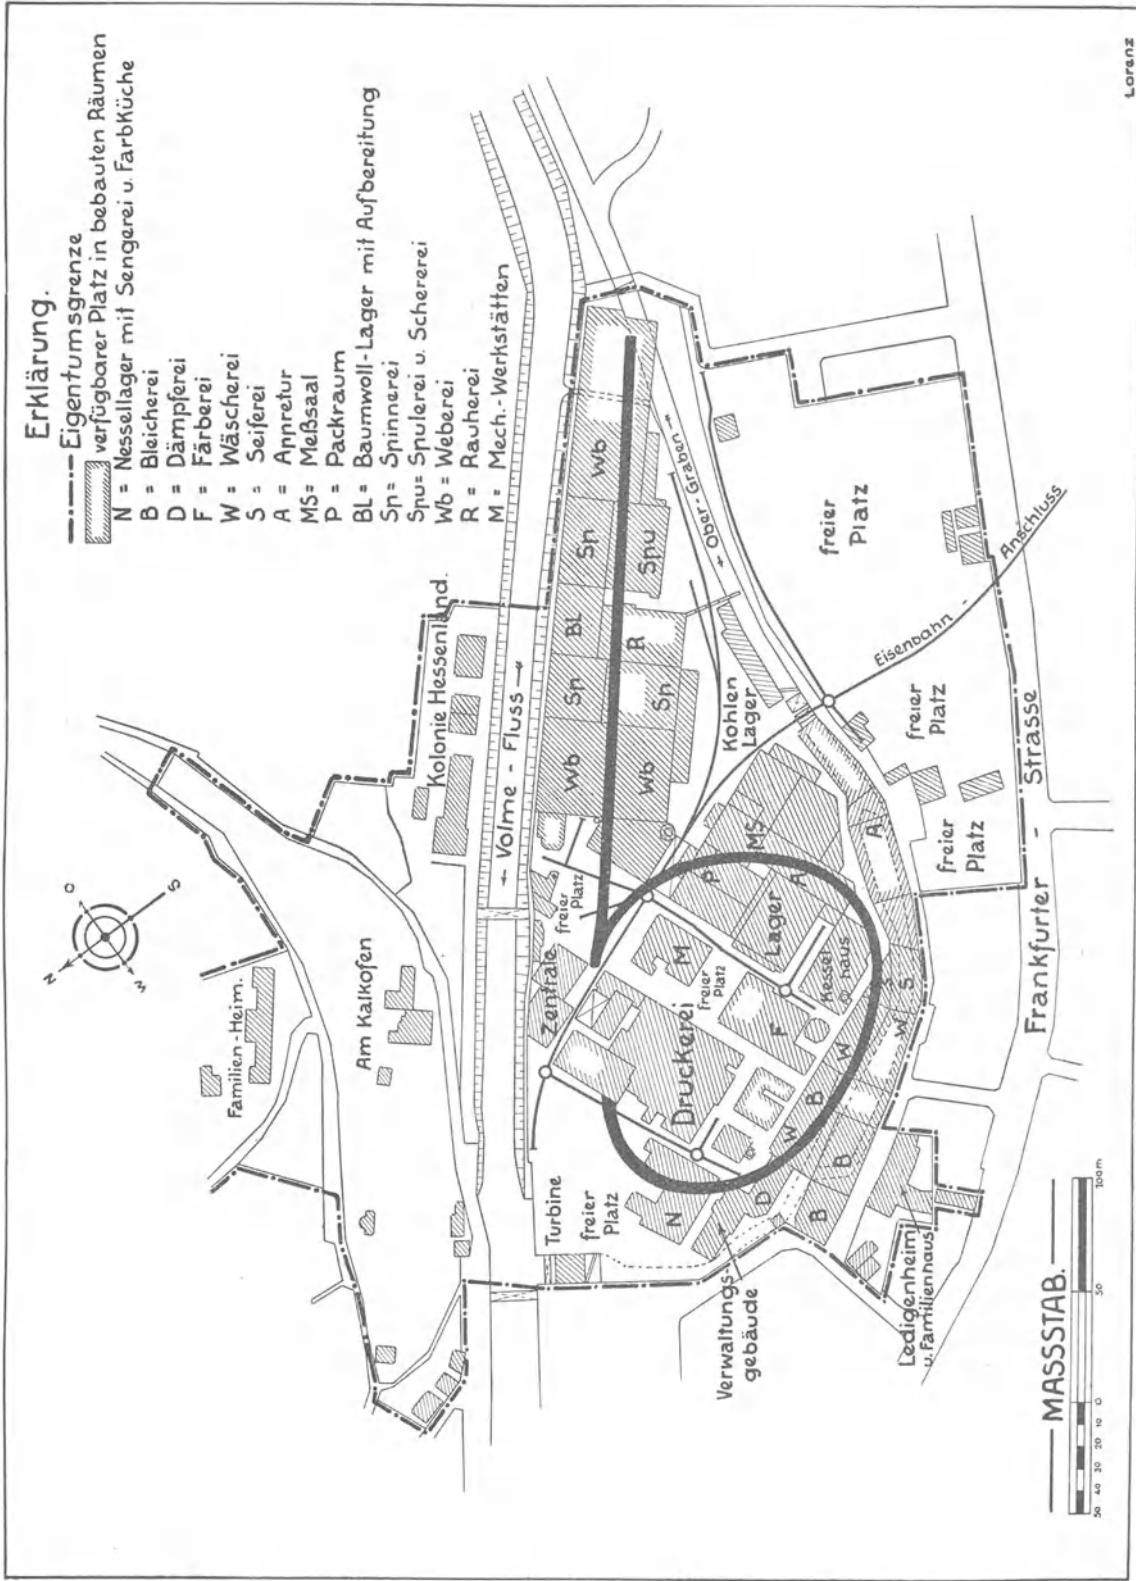 Erklärung.
Eigentumsgrenze
verfügbarer Platz in bebauten Räumen
N = Nessellager mit Sengerei u. Farbküche
B = Bleicherei
D = Dämpferei
F = Färberei
W = Wäscherei
S = Seiferei
A = Appretur
MS = Meßsaal
P = Packraum
BL = Baumwoll-Lager mit Aufbereitung
Sn = Spinnerei
Spu = Spulerei u. Schererei
Wb = Weberei
R = Rauherei
M = Mech.-Werkstätten
N
O
S
W
Familien-Heim.
Am Kalkofen
Kolonie Hessenland.
← Volme - Fluss →
Turbine
freier
Platz
Zentrale
freier
Platz
Wb
Sn
BL
Sn
Wb
Wb
Sn
R
Spu
← Ober-Graben →
Kohlen
Lager
Druckerei
M
freier
Platz
F
Lager
Kessel
haus
P
MS
A
A
N
D
B
B
W
B
W
W
S
S
Verwaltungs-
gebäude
Ledigenheim
u. Familienhaus
freier
Platz
freier
Platz
freier
Platz
Eisenbahn - Anschluss
Frankfurter - Strasse
MASSSTAB.
50 40 30 20 10 0 50 100m
Lorenz